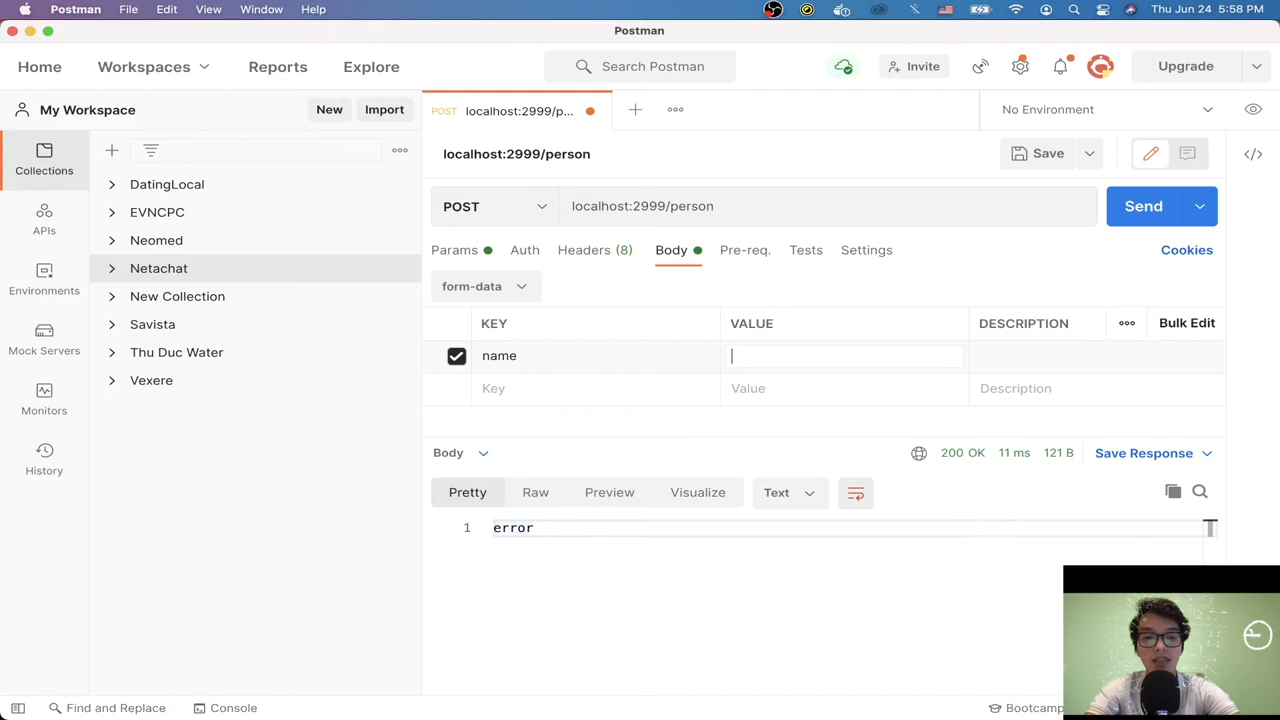 Postman File Edit View Window Help Thu Jun 24 5:58 PM
Postman
Home Workspaces Reports Explore Search Postman Invite Upgrade
My Workspace New Import
POST localhost:2999/p... No Environment
localhost:2999/person Save
Collections
APIs
Environments
Mock Servers
Monitors
History
DatingLocal
EVNCPC
Neomed
Netachat
New Collection
Savista
Thu Duc Water
Vexere
POST localhost:2999/person Send
Params Auth Headers (8) Body Pre-req. Tests Settings Cookies
form-data
KEY VALUE DESCRIPTION Bulk Edit
name
Key Value Description
Body 200 OK 11 ms 121 B Save Response
Pretty Raw Preview Visualize Text
1 error
Find and Replace Console Bootcamp